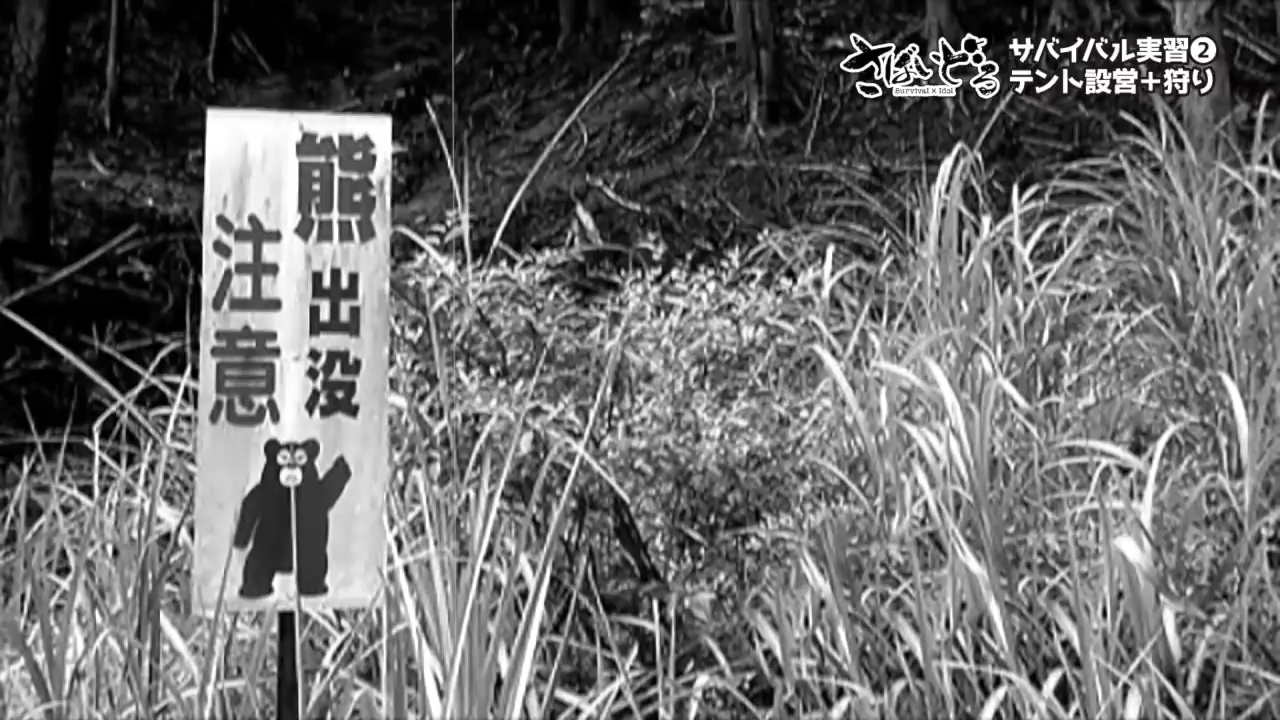 熊出没
注意
さばいどる
Survival × Idol
サバイバル実習❷
テント設営＋狩り